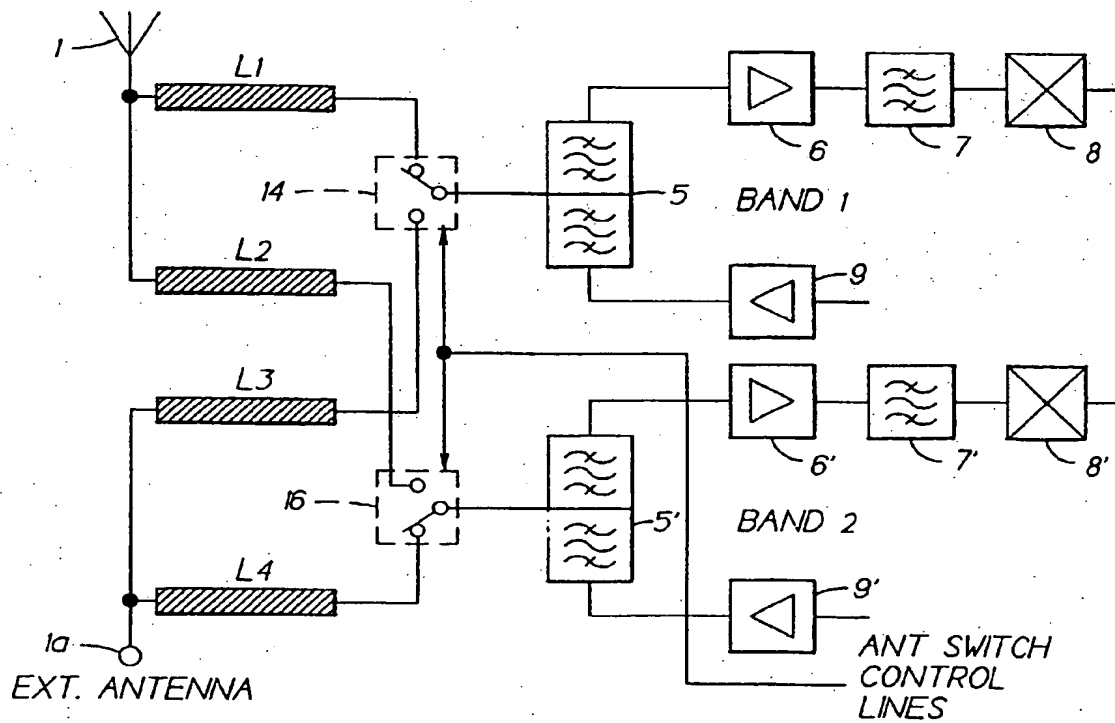 1
L1
14
L2
L3
16
L4
1a
EXT. ANTENNA
5
6
7
8
BAND 1
9
5'
6'
7'
8'
BAND 2
9'
ANT SWITCH
CONTROL
LINES